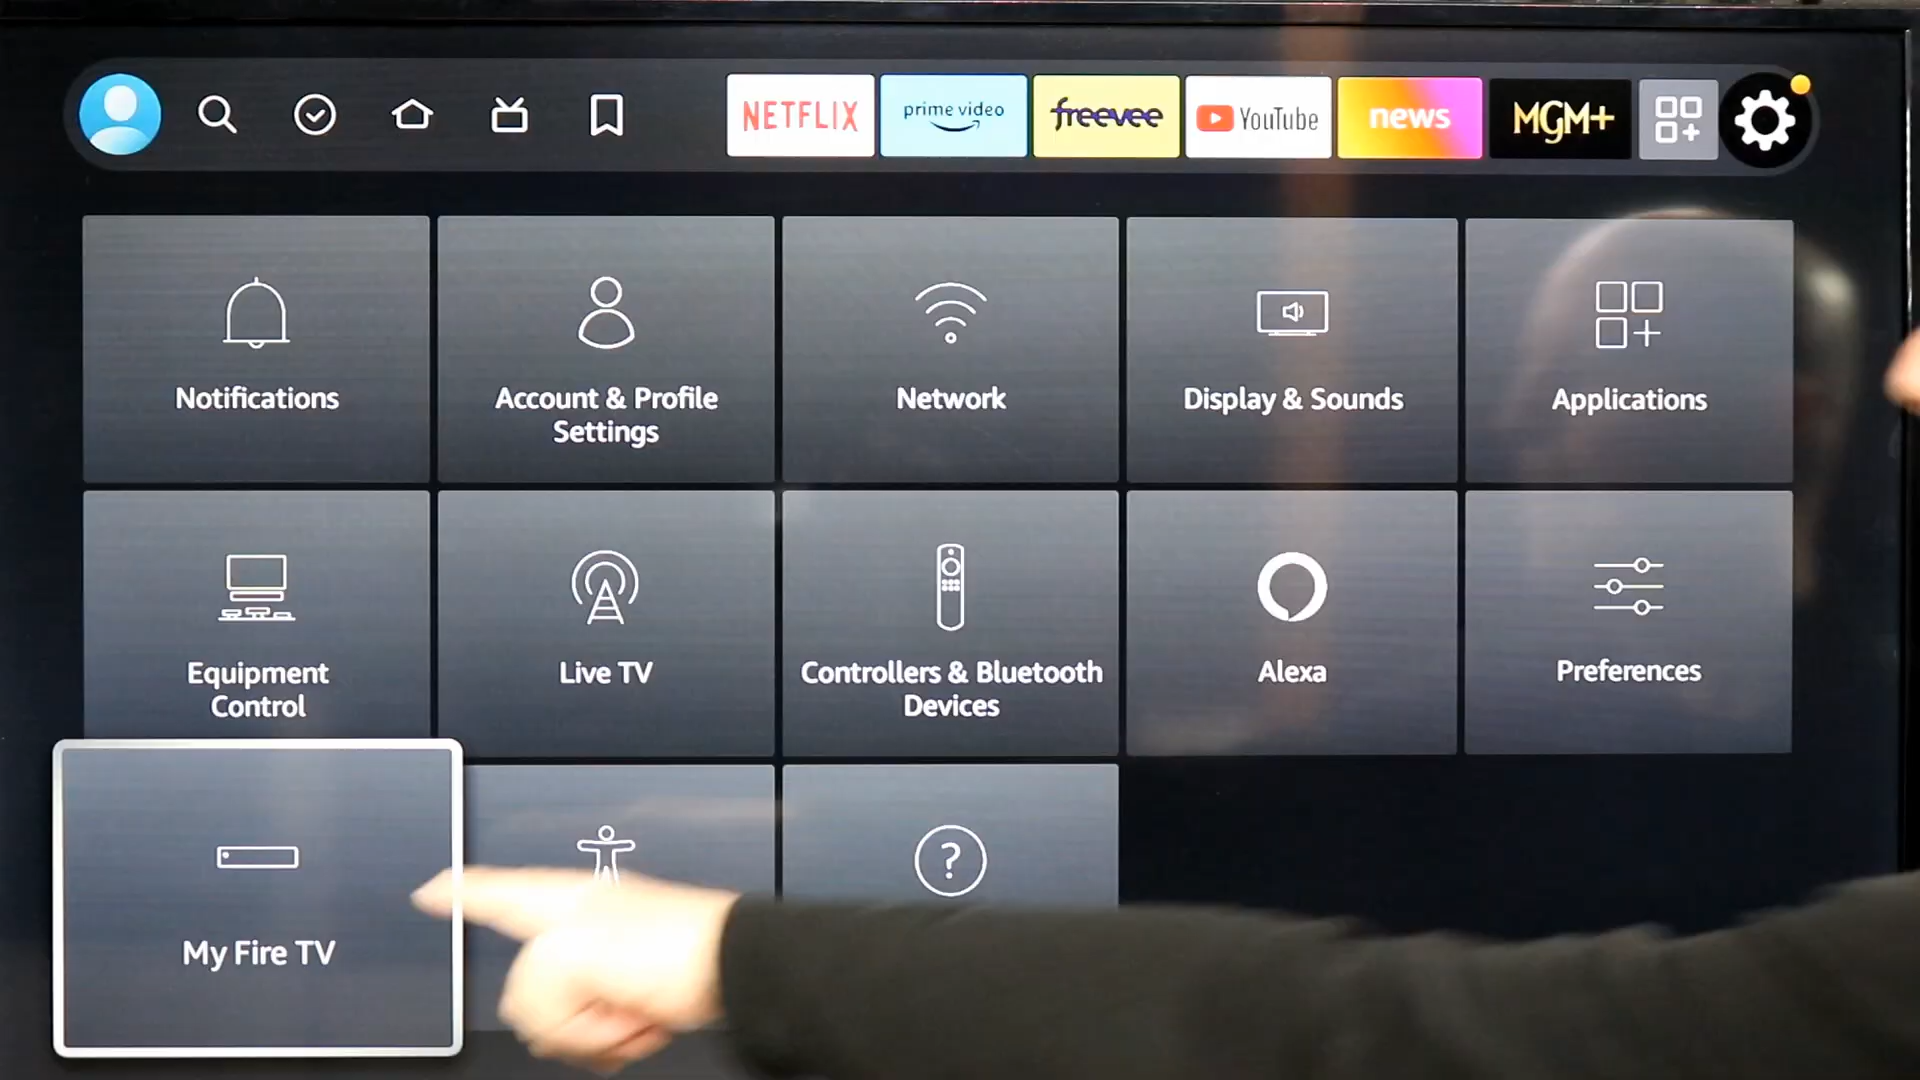 NETFLIX
prime video
freevee
YouTube
news
MGM+
Notifications
Account & Profile
Settings
Network
Display & Sounds
Applications
Equipment
Control
Live TV
Controllers & Bluetooth
Devices
Alexa
Preferences
My Fire TV
?